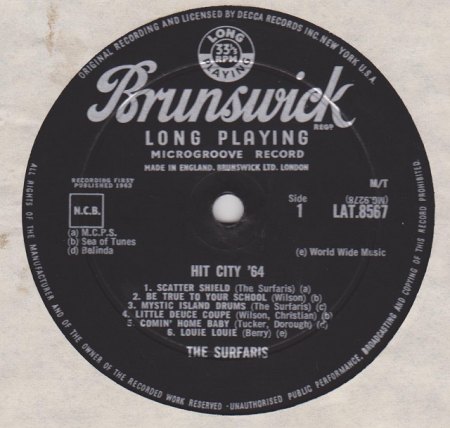 ORIGINAL RECORDING AND LICENSED BY DECCA RECORDS INC. NEW YORK U.S.A.
LONG
33⅓
RPM
PLAYING
Brunswick
REGD
LONG PLAYING
MICROGROOVE RECORD
MADE IN ENGLAND. BRUNSWICK LTD. LONDON
RECORDING FIRST
PUBLISHED 1963
M/T
(MG.9278)
N.C.B.
Side
1
LAT.8567
(a) M.C.P.S.
(b) Sea of Tunes
(d) Belinda
(e) World Wide Music
HIT CITY '64
1. SCATTER SHIELD (The Surfaris) (a)
2. BE TRUE TO YOUR SCHOOL (Wilson) (b)
3. MYSTIC ISLAND DRUMS (The Surfaris) (c)
4. LITTLE DEUCE COUPE (Wilson, Christian) (b)
5. COMIN' HOME BABY (Tucker, Dorough) (d)
6. LOUIE LOUIE (Berry) (e)
THE SURFARIS
ALL RIGHTS OF THE MANUFACTURER AND OF THE OWNER OF THE RECORDED WORK RESERVED · UNAUTHORISED PUBLIC PERFORMANCE, BROADCASTING AND COPYING OF THIS RECORD PROHIBITED.